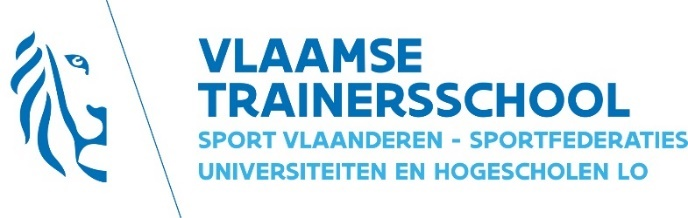 VLAAMSE
TRAINERSSCHOOL
SPORT VLAANDEREN - SPORTFEDERATIES
UNIVERSITEITEN EN HOGESCHOLEN LO